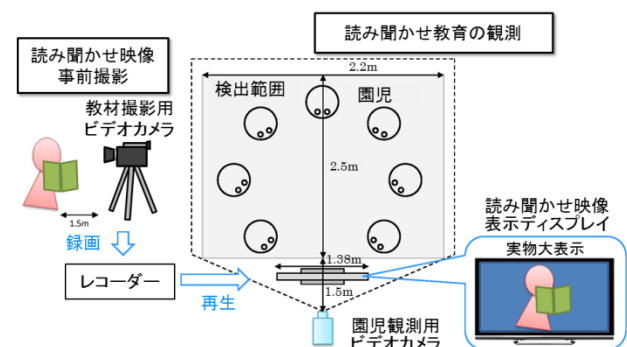 読み聞かせ映像
事前撮影
教材撮影用
ビデオカメラ
1.5m
録画
レコーダー
再生
読み聞かせ教育の観測
2.2m
検出範囲
園児
2.5m
1.38m
1.5m
園児観測用
ビデオカメラ
読み聞かせ映像
表示ディスプレイ
実物大表示